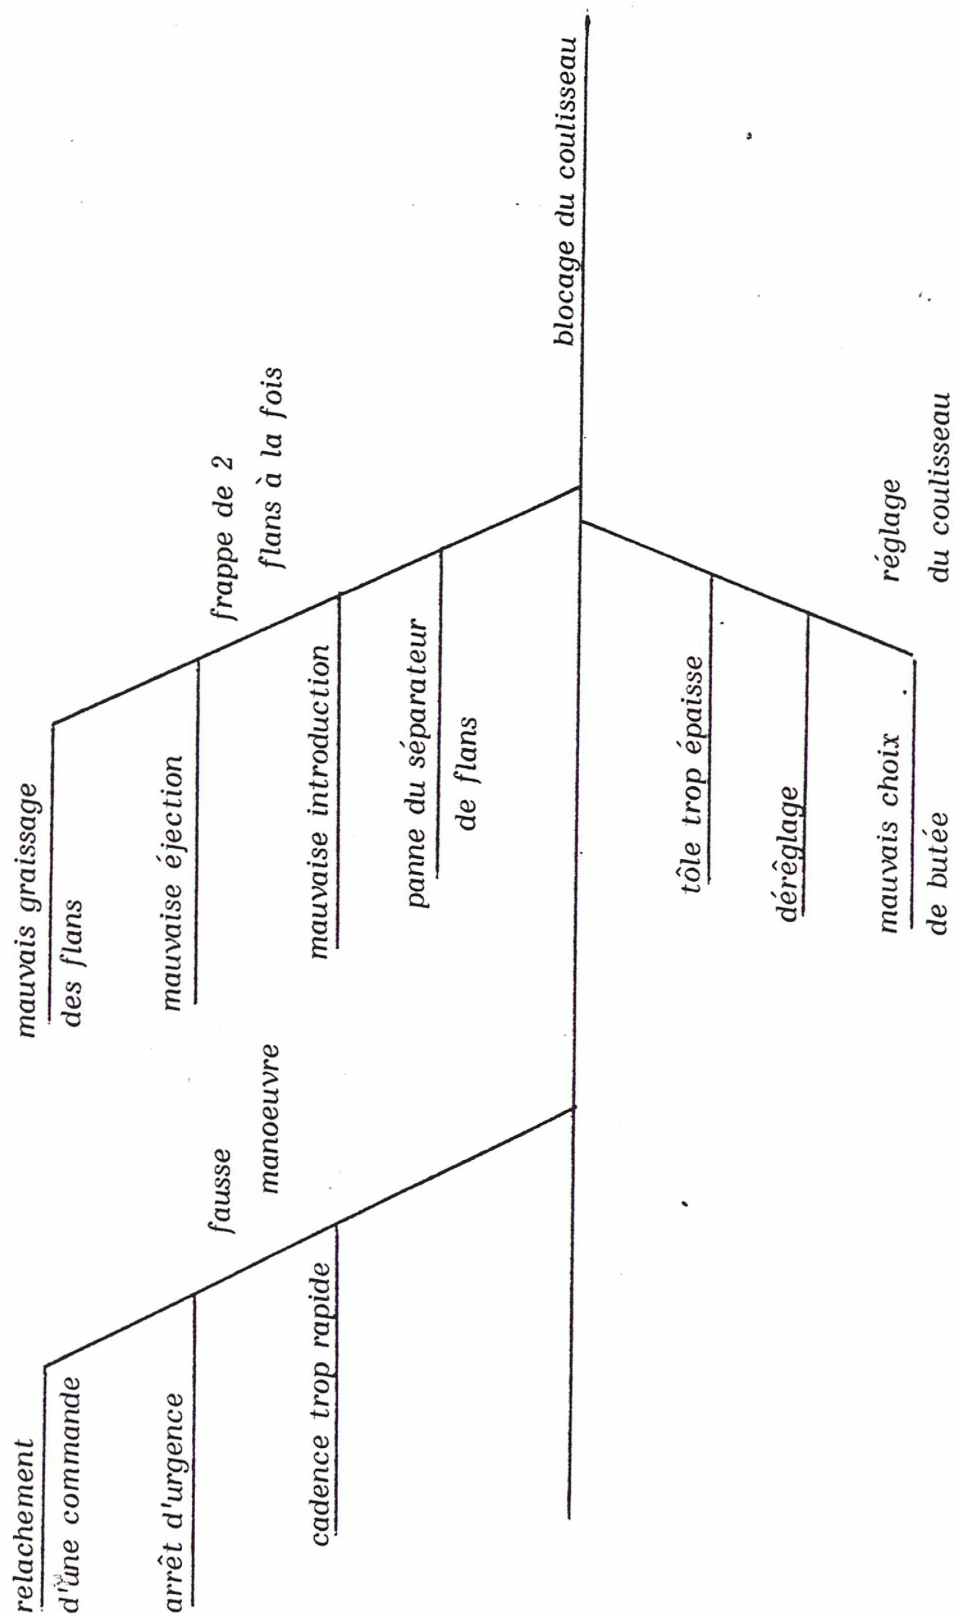 relachement
d'une commande
arrêt d'urgence
cadence trop rapide
fausse
manoeuvre
mauvais graissage
des flans
mauvaise éjection
mauvaise introduction
panne du séparateur
de flans
frappe de 2
flans à la fois
tôle trop épaisse
dérêglage
mauvais choix
de butée
réglage
du coulisseau
blocage du coulisseau